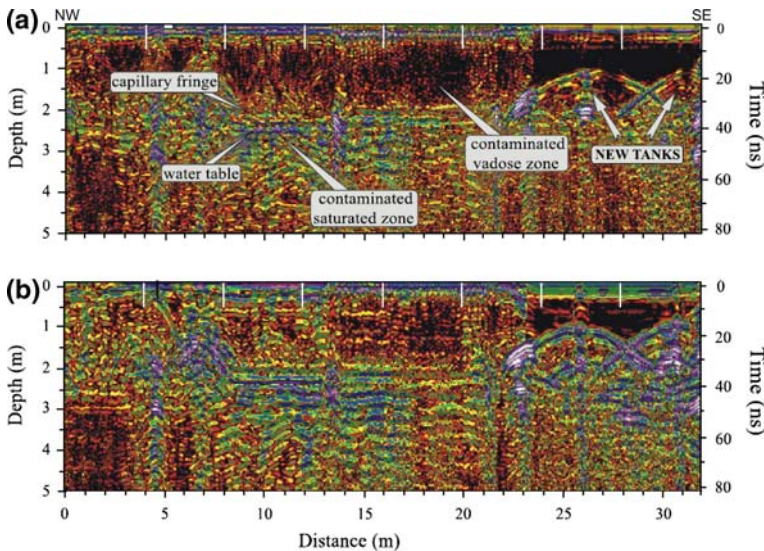 (a)
NW
SE
0
1
2
3
4
5
Depth (m)
capillary fringe
water table
contaminated
saturated zone
contaminated
vadose zone
NEW TANKS
0
20
40
60
80
Time (ns)
(b)
0
1
2
3
4
5
Depth (m)
0
20
40
60
80
Time (ns)
0
5
10
15
20
25
30
Distance (m)